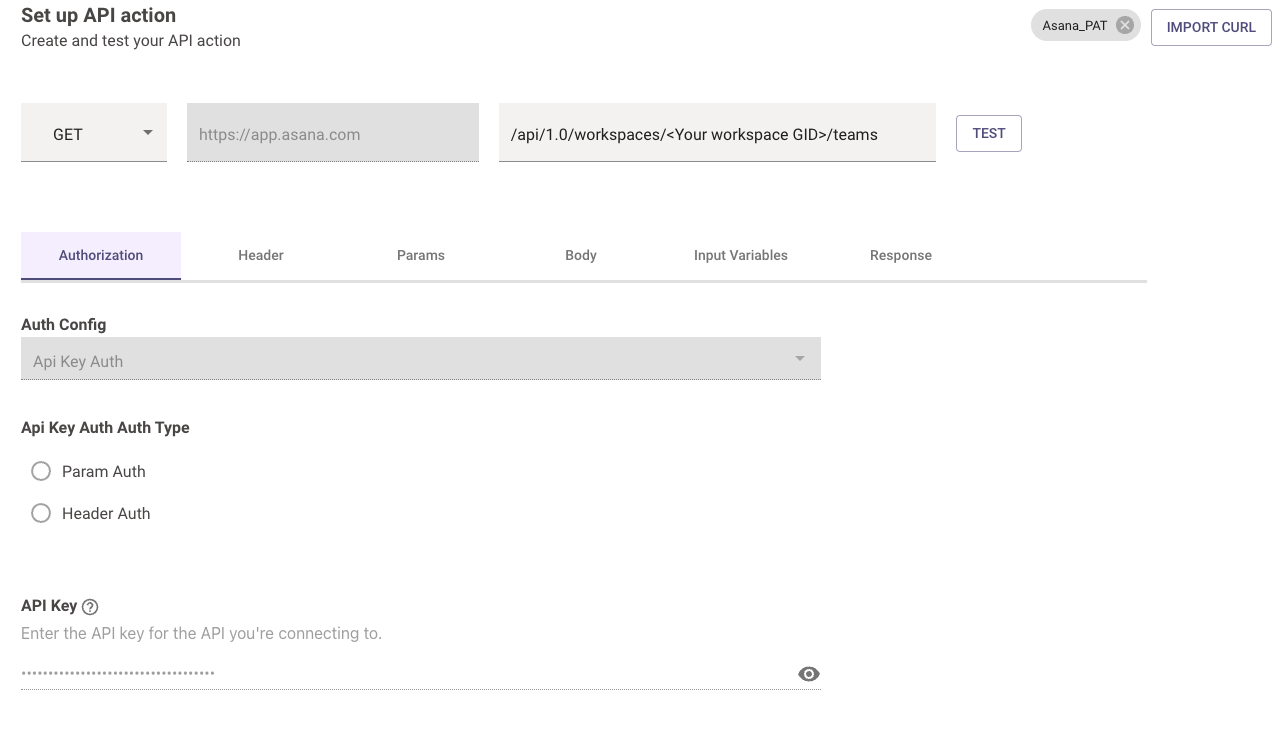 Set up API action
Create and test your API action
Asana_PAT
IMPORT CURL
GET
https://app.asana.com
/api/1.0/workspaces/<Your workspace GID>/teams
TEST
Authorization
Header
Params
Body
Input Variables
Response
Auth Config
Api Key Auth
Api Key Auth Auth Type
Param Auth
Header Auth
API Key
Enter the API key for the API you're connecting to.